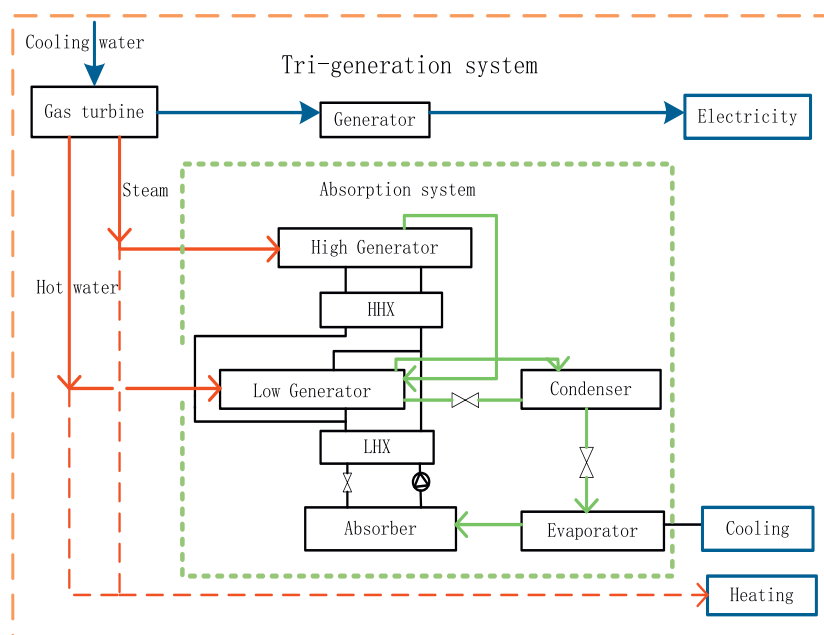 Cooling water
Tri-generation system
Gas turbine
Generator
Electricity
Steam
Absorption system
High Generator
Hot water
HHX
Low Generator
Condenser
LHX
Absorber
Evaporator
Cooling
Heating